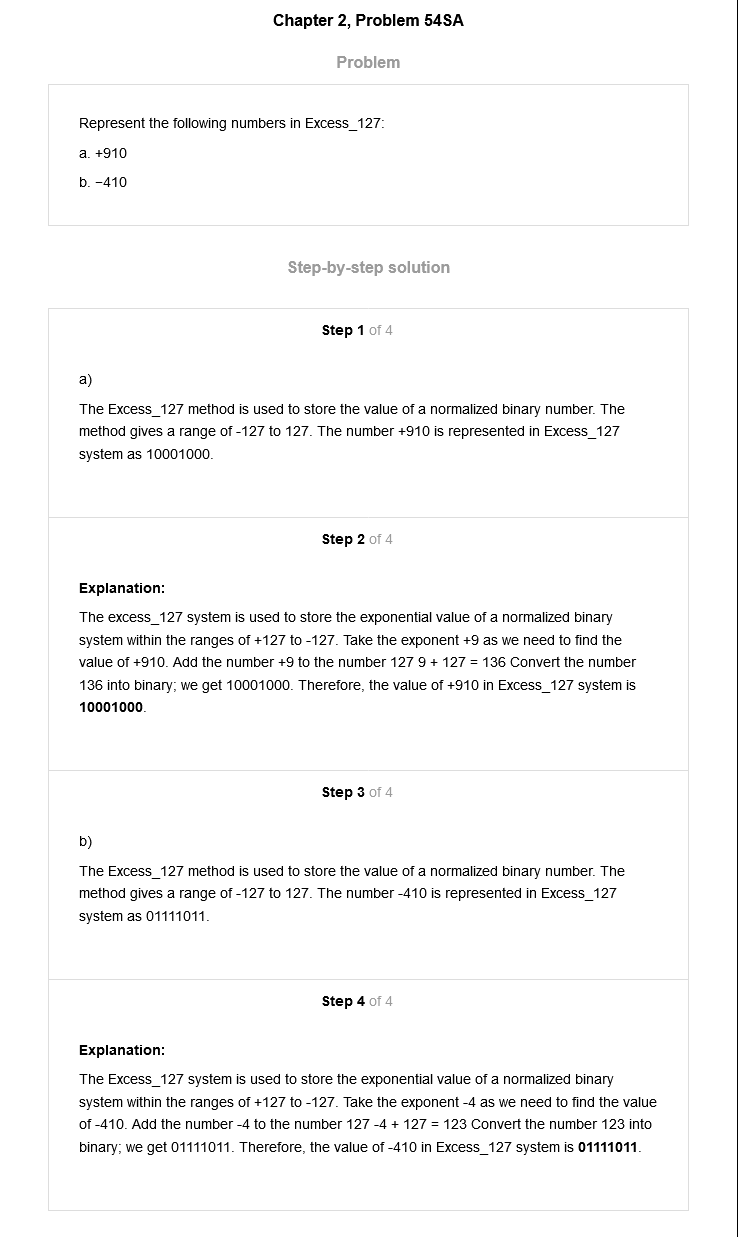 Chapter 2, Problem 54SA
Problem
Represent the following numbers in Excess_127:
a. +910
b. −410
Step-by-step solution
Step 1 of 4
a)
The Excess_127 method is used to store the value of a normalized binary number. The
method gives a range of -127 to 127. The number +910 is represented in Excess_127
system as 10001000.
Step 2 of 4
Explanation:
The excess_127 system is used to store the exponential value of a normalized binary
system within the ranges of +127 to -127. Take the exponent +9 as we need to find the
value of +910. Add the number +9 to the number 127 9 + 127 = 136 Convert the number
136 into binary; we get 10001000. Therefore, the value of +910 in Excess_127 system is
10001000.
Step 3 of 4
b)
The Excess_127 method is used to store the value of a normalized binary number. The
method gives a range of -127 to 127. The number -410 is represented in Excess_127
system as 01111011.
Step 4 of 4
Explanation:
The Excess_127 system is used to store the exponential value of a normalized binary
system within the ranges of +127 to -127. Take the exponent -4 as we need to find the value
of -410. Add the number -4 to the number 127 -4 + 127 = 123 Convert the number 123 into
binary; we get 01111011. Therefore, the value of -410 in Excess_127 system is 01111011.